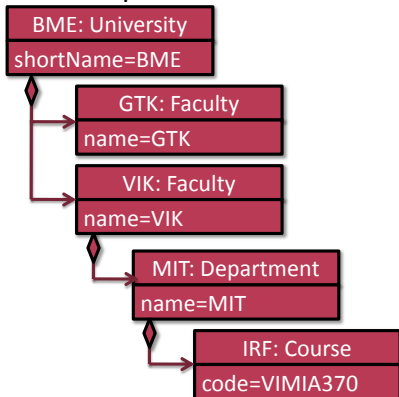 BME: University
shortName=BME
GTK: Faculty
name=GTK
VIK: Faculty
name=VIK
MIT: Department
name=MIT
IRF: Course
code=VIMIA370